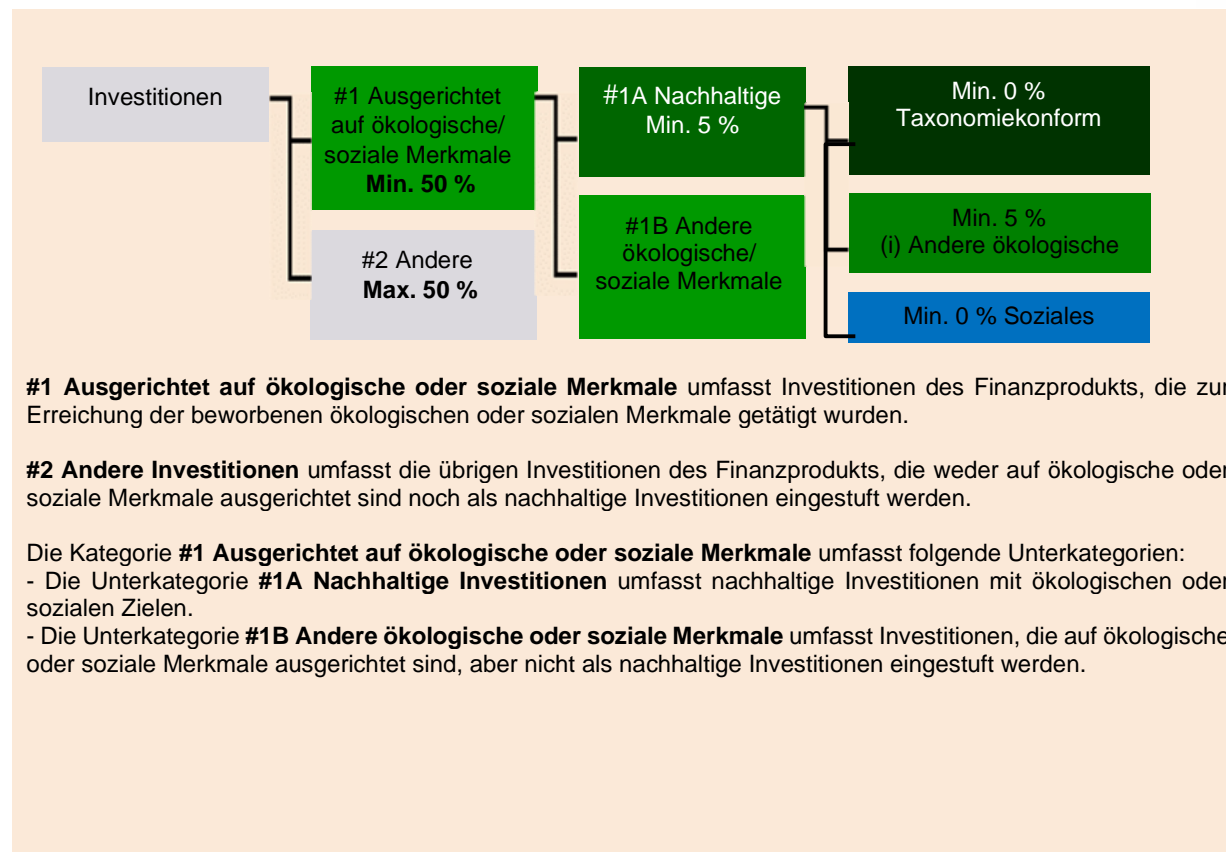 Investitionen
#1 Ausgerichtet
auf ökologische/
soziale Merkmale
Min. 50 %
#2 Andere
Max. 50 %
#1A Nachhaltige
Min. 5 %
#1B Andere
ökologische/
soziale Merkmale
Min. 0 %
Taxonomiekonform
Min. 5 %
(i) Andere ökologische
Min. 0 % Soziales
#1 Ausgerichtet auf ökologische oder soziale Merkmale umfasst Investitionen des Finanzprodukts, die zur
Erreichung der beworbenen ökologischen oder sozialen Merkmale getätigt wurden.
#2 Andere Investitionen umfasst die übrigen Investitionen des Finanzprodukts, die weder auf ökologische oder
soziale Merkmale ausgerichtet sind noch als nachhaltige Investitionen eingestuft werden.
Die Kategorie #1 Ausgerichtet auf ökologische oder soziale Merkmale umfasst folgende Unterkategorien:
- Die Unterkategorie #1A Nachhaltige Investitionen umfasst nachhaltige Investitionen mit ökologischen oder
sozialen Zielen.
- Die Unterkategorie #1B Andere ökologische oder soziale Merkmale umfasst Investitionen, die auf ökologische
oder soziale Merkmale ausgerichtet sind, aber nicht als nachhaltige Investitionen eingestuft werden.